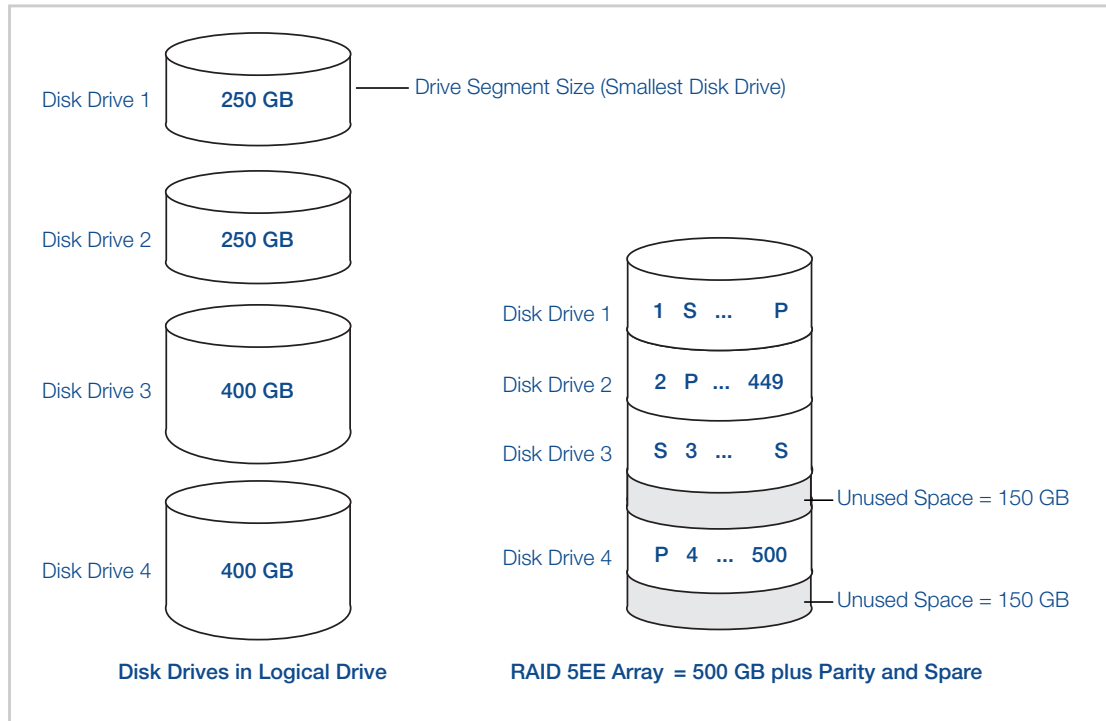 Disk Drive 1
250 GB
Drive Segment Size (Smallest Disk Drive)
Disk Drive 2
250 GB
Disk Drive 3
400 GB
Disk Drive 4
400 GB
Disk Drives in Logical Drive
Disk Drive 1
1 S ... P
Disk Drive 2
2 P ... 449
Disk Drive 3
S 3 ... S
Unused Space = 150 GB
Disk Drive 4
P 4 ... 500
Unused Space = 150 GB
RAID 5EE Array = 500 GB plus Parity and Spare